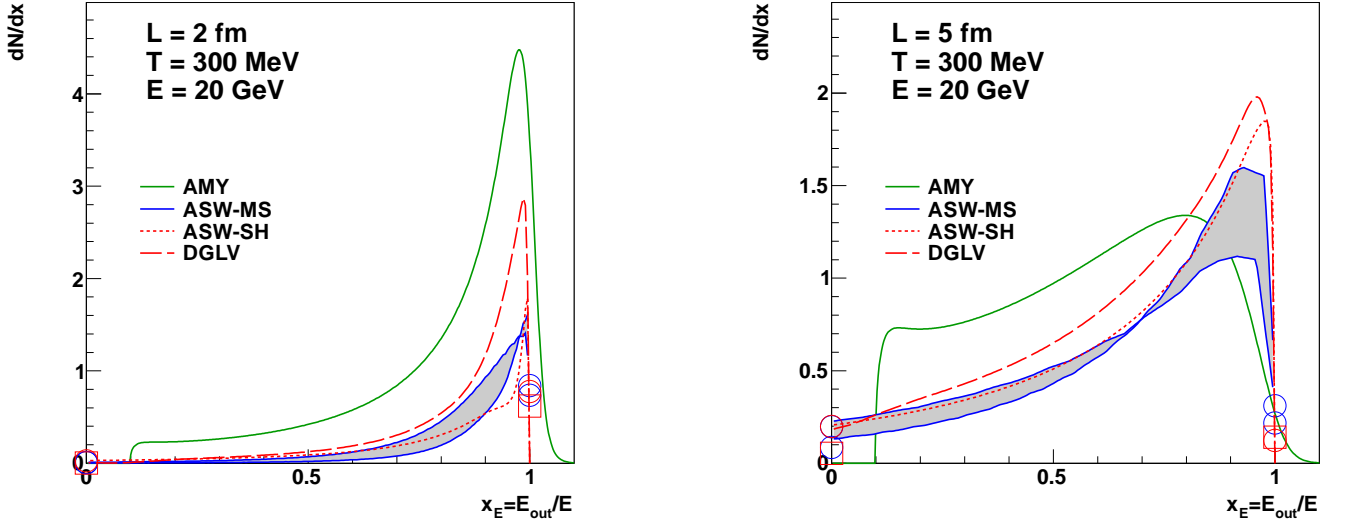 dN/dx
L = 2 fm
T = 300 MeV
E = 20 GeV
4
AMY
ASW-MS
ASW-SH
DGLV
3
2
1
0
0
0.5
1
x_E=E_out/E
dN/dx
L = 5 fm
T = 300 MeV
E = 20 GeV
2
AMY
ASW-MS
ASW-SH
DGLV
1.5
1
0.5
0
0
0.5
1
x_E=E_out/E